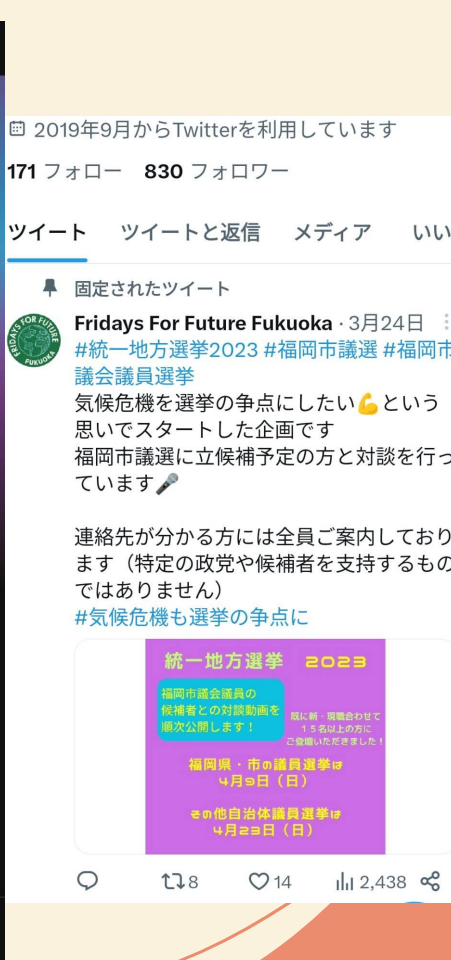 2019年9月からTwitterを利用しています
171 フォロー 830 フォロワー
ツイート ツイートと返信 メディア いい
固定されたツイート
Fridays For Future Fukuoka · 3月24日
FRIDAYS FOR FUTURE FUKUOKA
#統一地方選挙2023 #福岡市議選 #福岡市
議会議員選挙
気候危機を選挙の争点にしたい💪という
思いでスタートした企画です
福岡市議選に立候補予定の方と対談を行っ
ています🎤
連絡先が分かる方には全員ご案内しており
ます（特定の政党や候補者を支持するもの
ではありません）
#気候危機も選挙の争点に
統一地方選挙 2023
福岡市議会議員の
候補者との対談動画を
順次公開します！
既に新・現職合わせて
15名以上の方に
ご登壇いただきました！
福岡県・市の議員選挙は
4月9日（日）
その他自治体議員選挙は
4月23日（日）
8 14 2,438